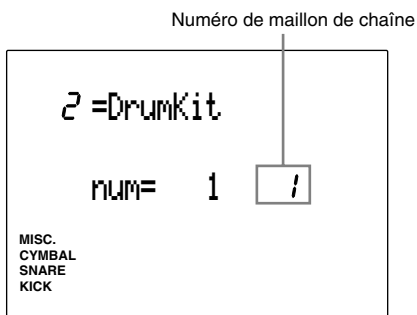 Numéro de maillon de chaîne
2 =DrumKit
num= 1 1
MISC.
CYMBAL
SNARE
KICK